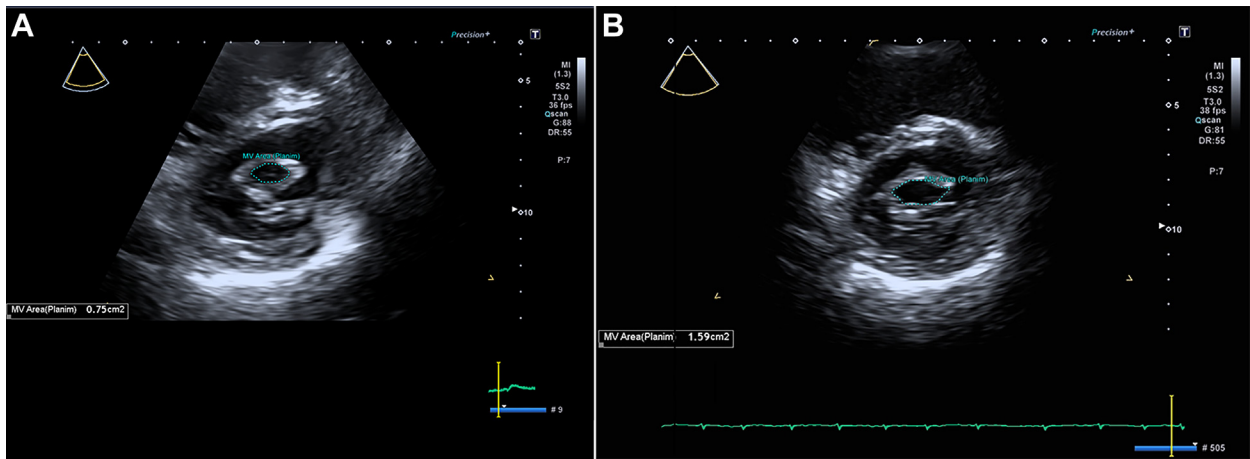 A
Precision+
T
5
MI
(1.3)
5S2
T3.0
36 fps
Qscan
G:88
DR:55
P:7
MV Area(Planim)
10
MV Area(Planim) 0.75cm2
# 9
B
Precision+
T
MI
(1.3)
5S2
T3.0
38 fps
Qscan
G:81
DR:55
5
P:7
MV Area (Planim)
10
MV Area(Planim) 1.59cm2
# 505